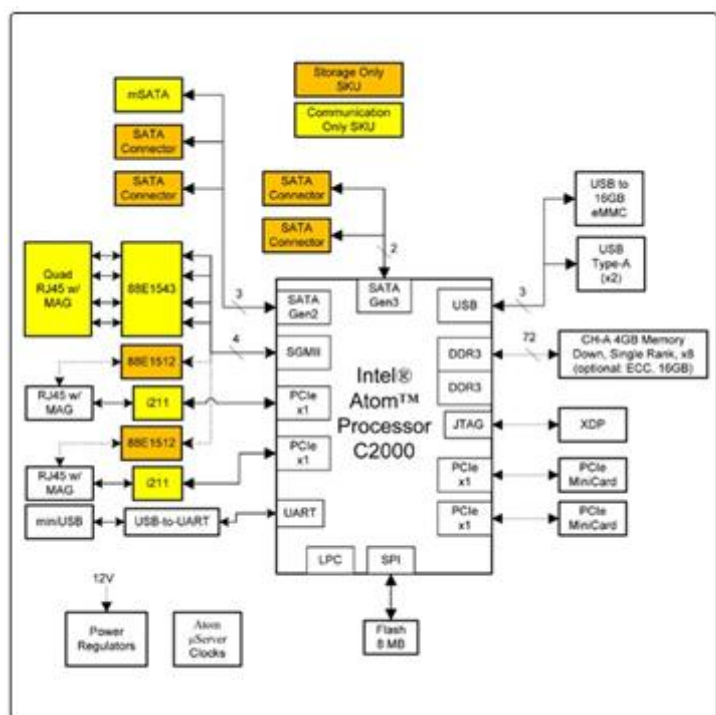 Storage Only
SKU
Communication
Only SKU
mSATA
SATA
Connector
SATA
Connector
SATA
Connector
SATA
Connector
2
3
USB to
16GB
eMMC
USB
Type-A
(x2)
3
Quad
RJ45 w/
MAG
88E1543
4
88E1512
RJ45 w/
MAG
i211
88E1512
RJ45 w/
MAG
i211
miniUSB
USB-to-UART
SATA
Gen2
SATA
Gen3
USB
SGMII
DDR3
DDR3
PCIe
x1
PCIe
x1
UART
JTAG
PCIe
x1
PCIe
x1
LPC
SPI
Intel®
Atom™
Processor
C2000
72
CH-A 4GB Memory
Down, Single Rank, x8
(optional: ECC, 16GB)
XDP
PCIe
MiniCard
PCIe
MiniCard
Flash
8 MB
12V
Power
Regulators
Atom
µServer
Clocks